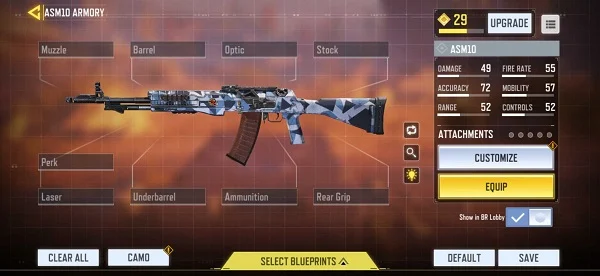 ASM10 ARMORY
29
UPGRADE
Muzzle
Barrel
Optic
Stock
ASM10
DAMAGE 49 FIRE RATE 55
ACCURACY 72 MOBILITY 57
RANGE 52 CONTROLS 52
ATTACHMENTS
CUSTOMIZE
EQUIP
Perk
Laser
Underbarrel
Ammunition
Rear Grip
Show in BR Lobby
CLEAR ALL
CAMO
SELECT BLUEPRINTS
DEFAULT
SAVE